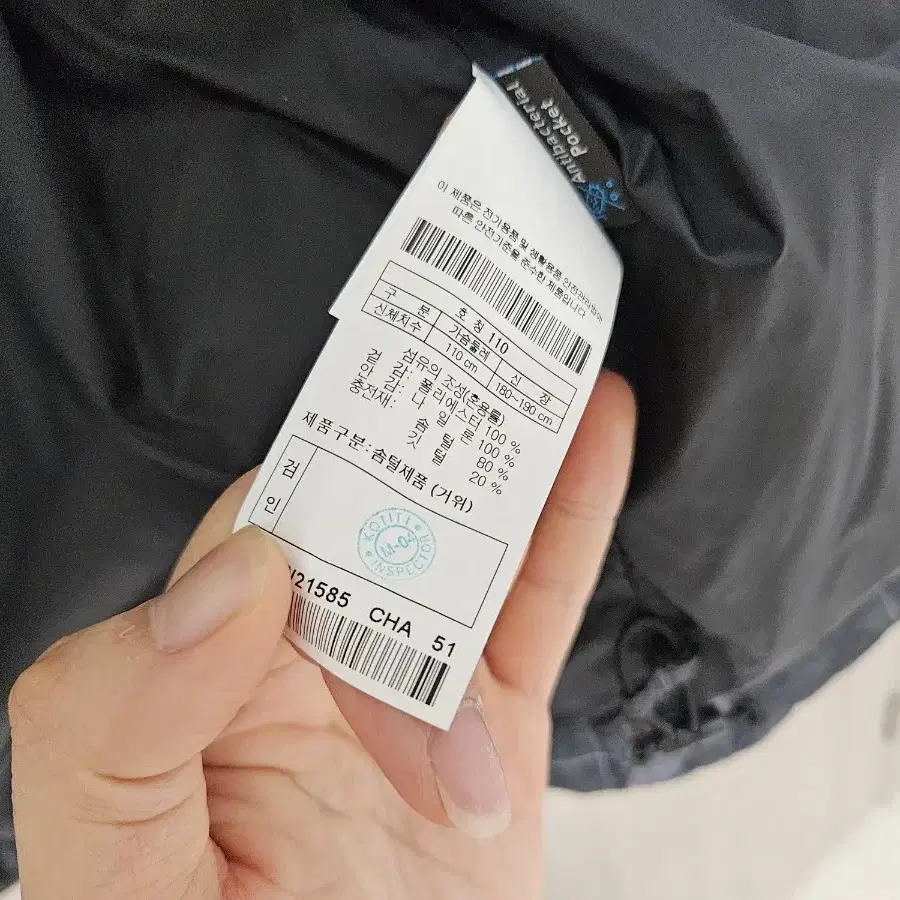 Antibacterial
Pocket
이 제품은 전기용품 및 생활용품 안전관리법에
따른 안전기준을 준수한 제품입니다
구 분 호 칭 110
신체치수 가슴둘레 신 장
110 cm 180~190 cm
섬유의 조성(혼용률)
겉 감: 폴리에스터 100 %
안 감: 나 일 론 100 %
충전재: 솜 털 80 %
깃 털 20 %
제품구분:솜털제품 (거위)
검
인
KOTITI
M-04
INSPECTOR
21585 CHA 51